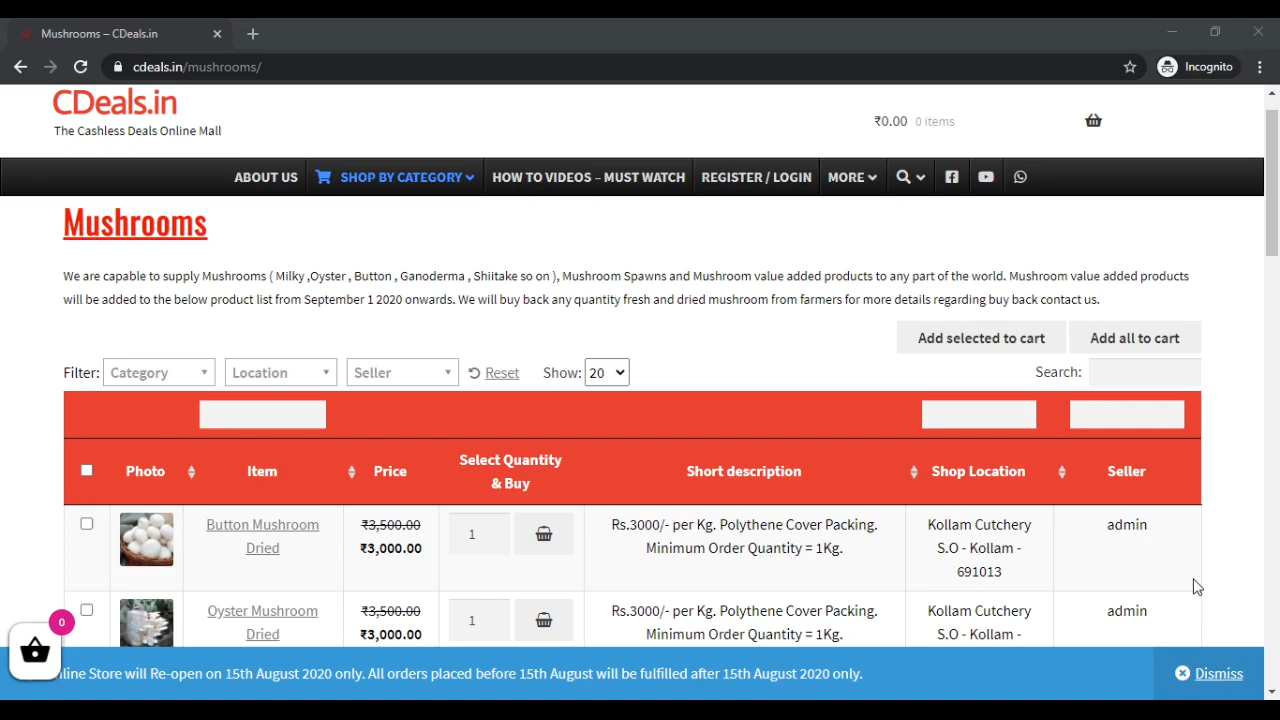 Mushrooms – CDeals.in
cdeals.in/mushrooms/
Incognito
CDeals.in
The Cashless Deals Online Mall
₹0.00 0 items
ABOUT US SHOP BY CATEGORY HOW TO VIDEOS – MUST WATCH REGISTER / LOGIN MORE
Mushrooms
We are capable to supply Mushrooms ( Milky ,Oyster , Button , Ganoderma , Shiitake so on ), Mushroom Spawns and Mushroom value added products to any part of the world. Mushroom value added products
will be added to the below product list from September 1 2020 onwards. We will buy back any quantity fresh and dried mushroom from farmers for more details regarding buy back contact us.
Add selected to cart Add all to cart
Filter: Category Location Seller Reset Show: 20 Search:
Photo Item Price Select Quantity & Buy Short description Shop Location Seller
Button Mushroom ₹3,500.00 1 Rs.3000/- per Kg. Polythene Cover Packing. Kollam Cutchery admin
Dried ₹3,000.00 Minimum Order Quantity = 1Kg. S.O - Kollam -
691013
Oyster Mushroom ₹3,500.00 1 Rs.3000/- per Kg. Polythene Cover Packing. Kollam Cutchery admin
Dried ₹3,000.00 Minimum Order Quantity = 1Kg. S.O - Kollam -
0
Store will Re-open on 15th August 2020 only. All orders placed before 15th August will be fulfilled after 15th August 2020 only. Dismiss